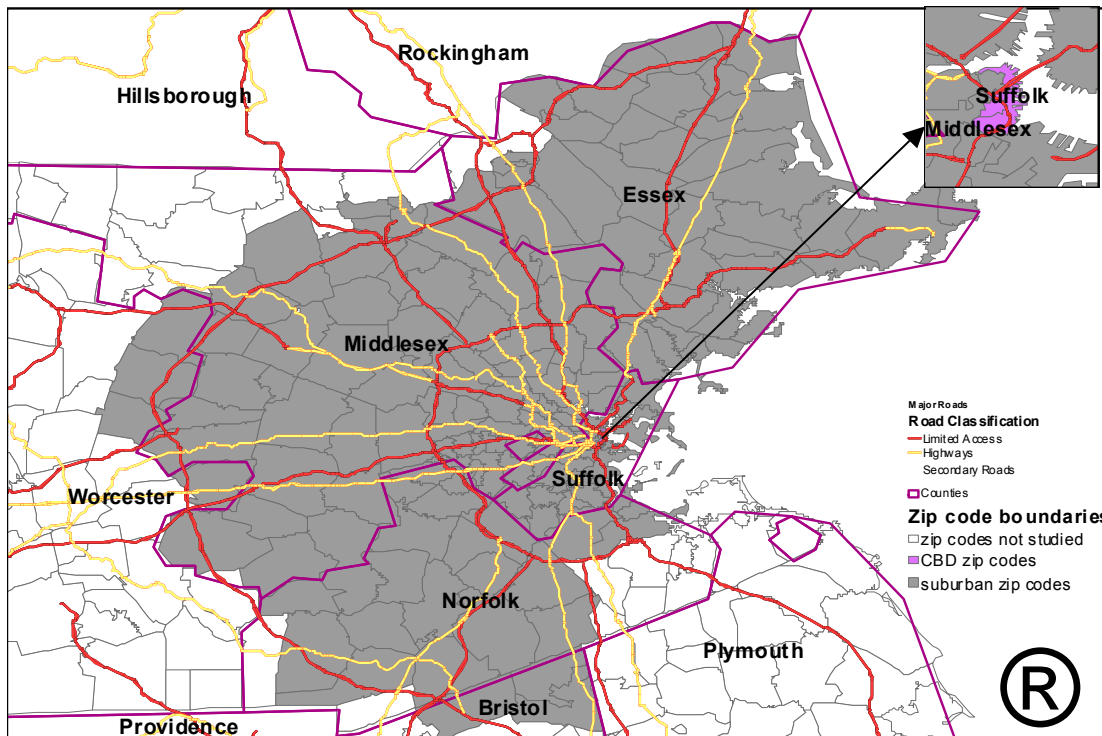 Rockingham
Hillsborough
Suffolk
Middlesex
Essex
Middlesex
Major Roads
Road Classification
Limited Access
Highways
Secondary Roads
Suffolk
Worcester
Counties
Zip code boundaries
zip codes not studied
CBD zip codes
suburban zip codes
Norfolk
Plymouth
Bristol
Providence
R